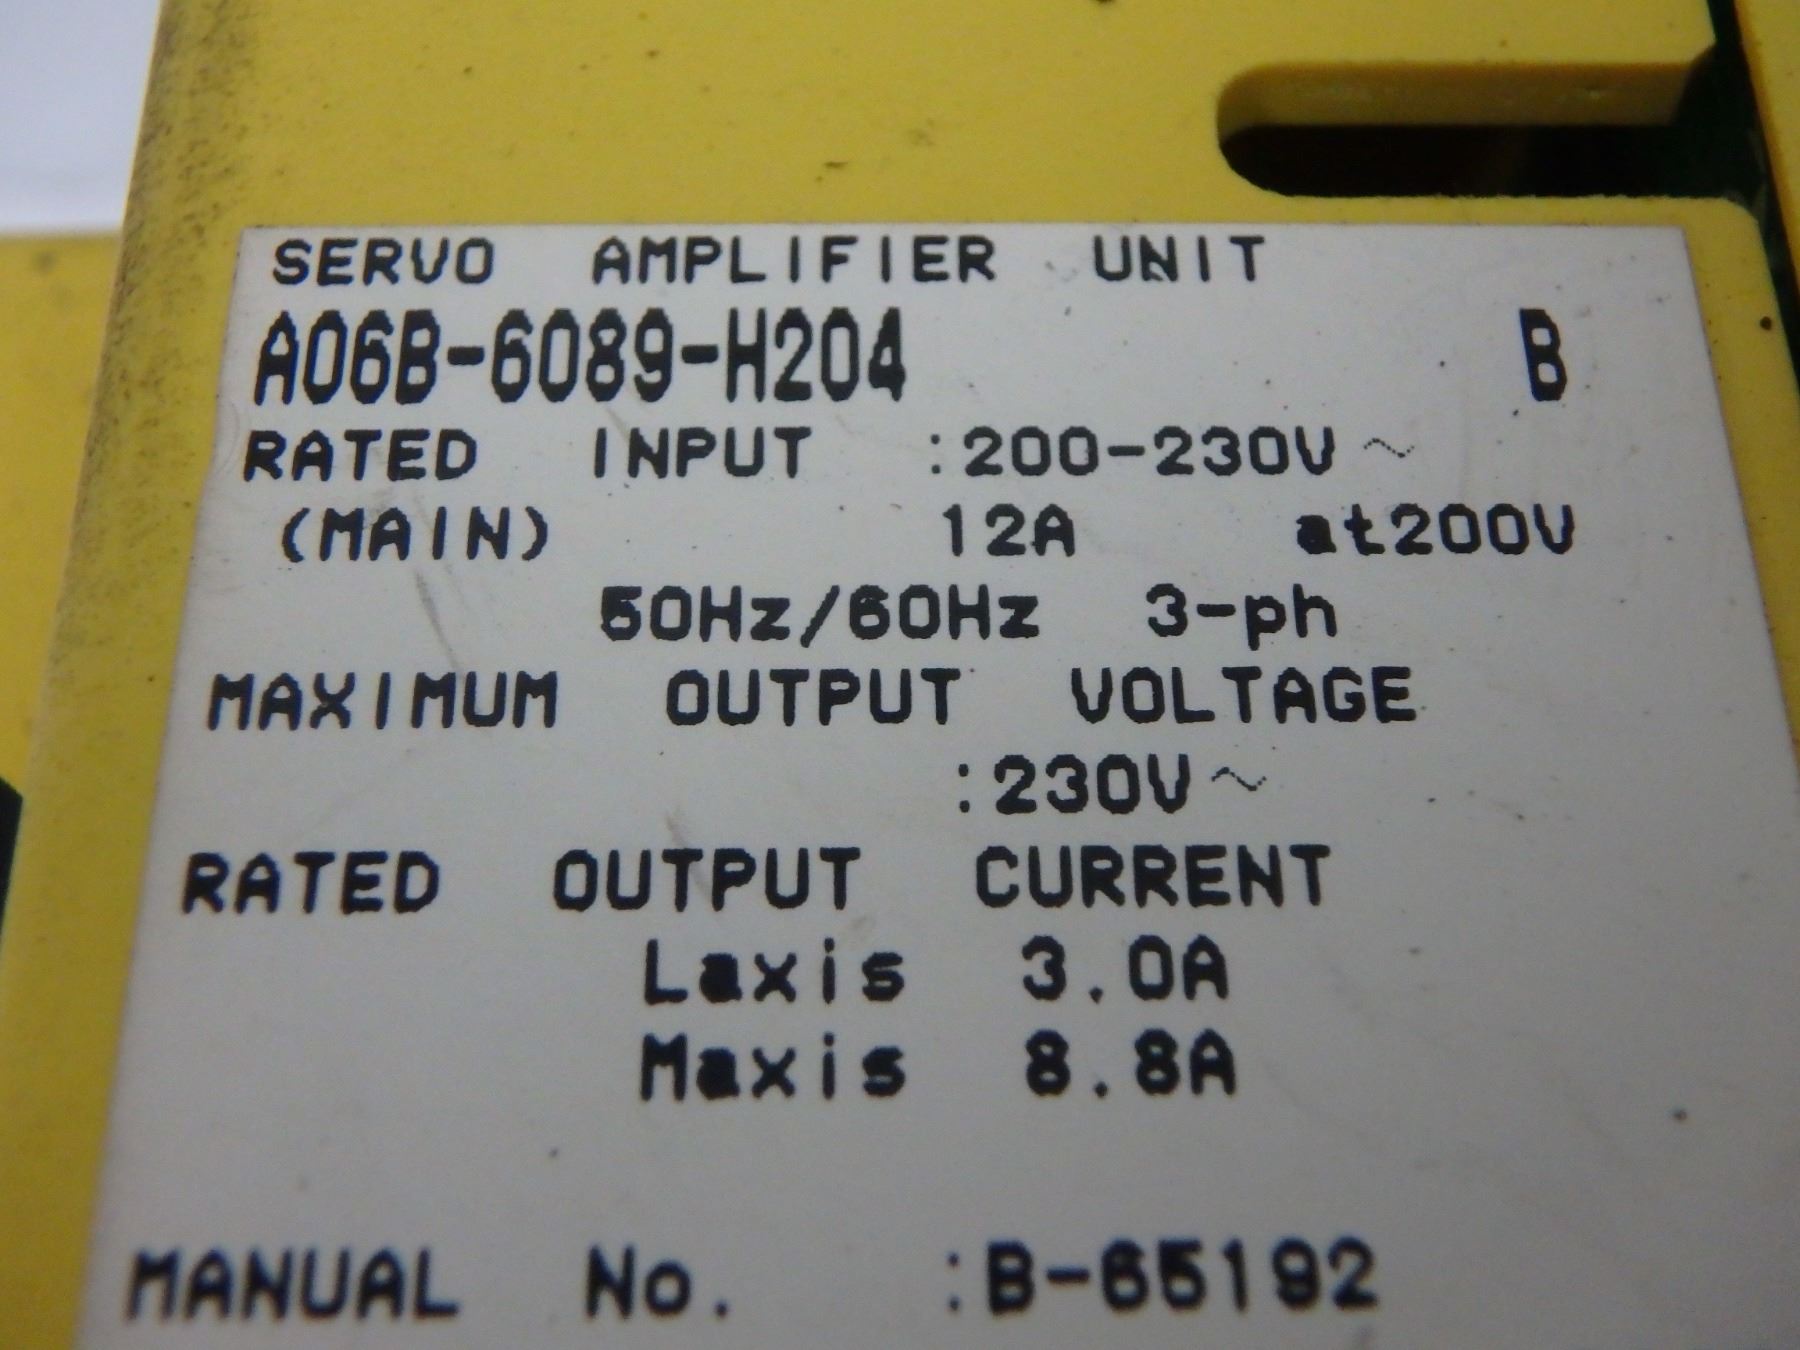 SERVO AMPLIFIER UNIT
A06B-6089-H204 B
RATED INPUT :200-230V~
(MAIN) 12A at200V
50Hz/60Hz 3-ph
MAXIMUM OUTPUT VOLTAGE
:230V~
RATED OUTPUT CURRENT
Laxis 3.0A
Maxis 8.8A
MANUAL No. :B-65192